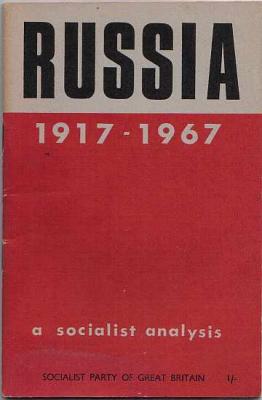 RUSSIA
1917 - 1967
a socialist analysis
SOCIALIST PARTY OF GREAT BRITAIN 1/-